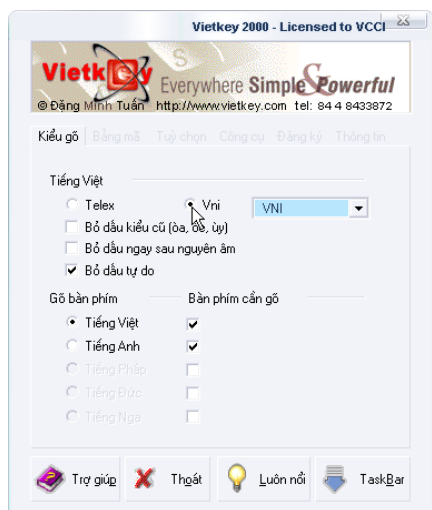 Vietkey 2000 - Licensed to VCCI
Vietkey
Everywhere Simple Powerful
© Đặng Minh Tuấn http://www.vietkey.com tel: 84 4 8433872
Kiểu gõ Bảng mã Tuỳ chọn Công cụ Đăng ký Thông tin
Tiếng Việt
Telex Vni VNI
Bỏ dấu kiểu cũ (òa, óe, ùy)
Bỏ dấu ngay sau nguyên âm
Bỏ dấu tự do
Gõ bàn phím Bàn phím cần gõ
Tiếng Việt
Tiếng Anh
Tiếng Pháp
Tiếng Đức
Tiếng Nga
Trợ giúp Thoát Luôn nổi TaskBar